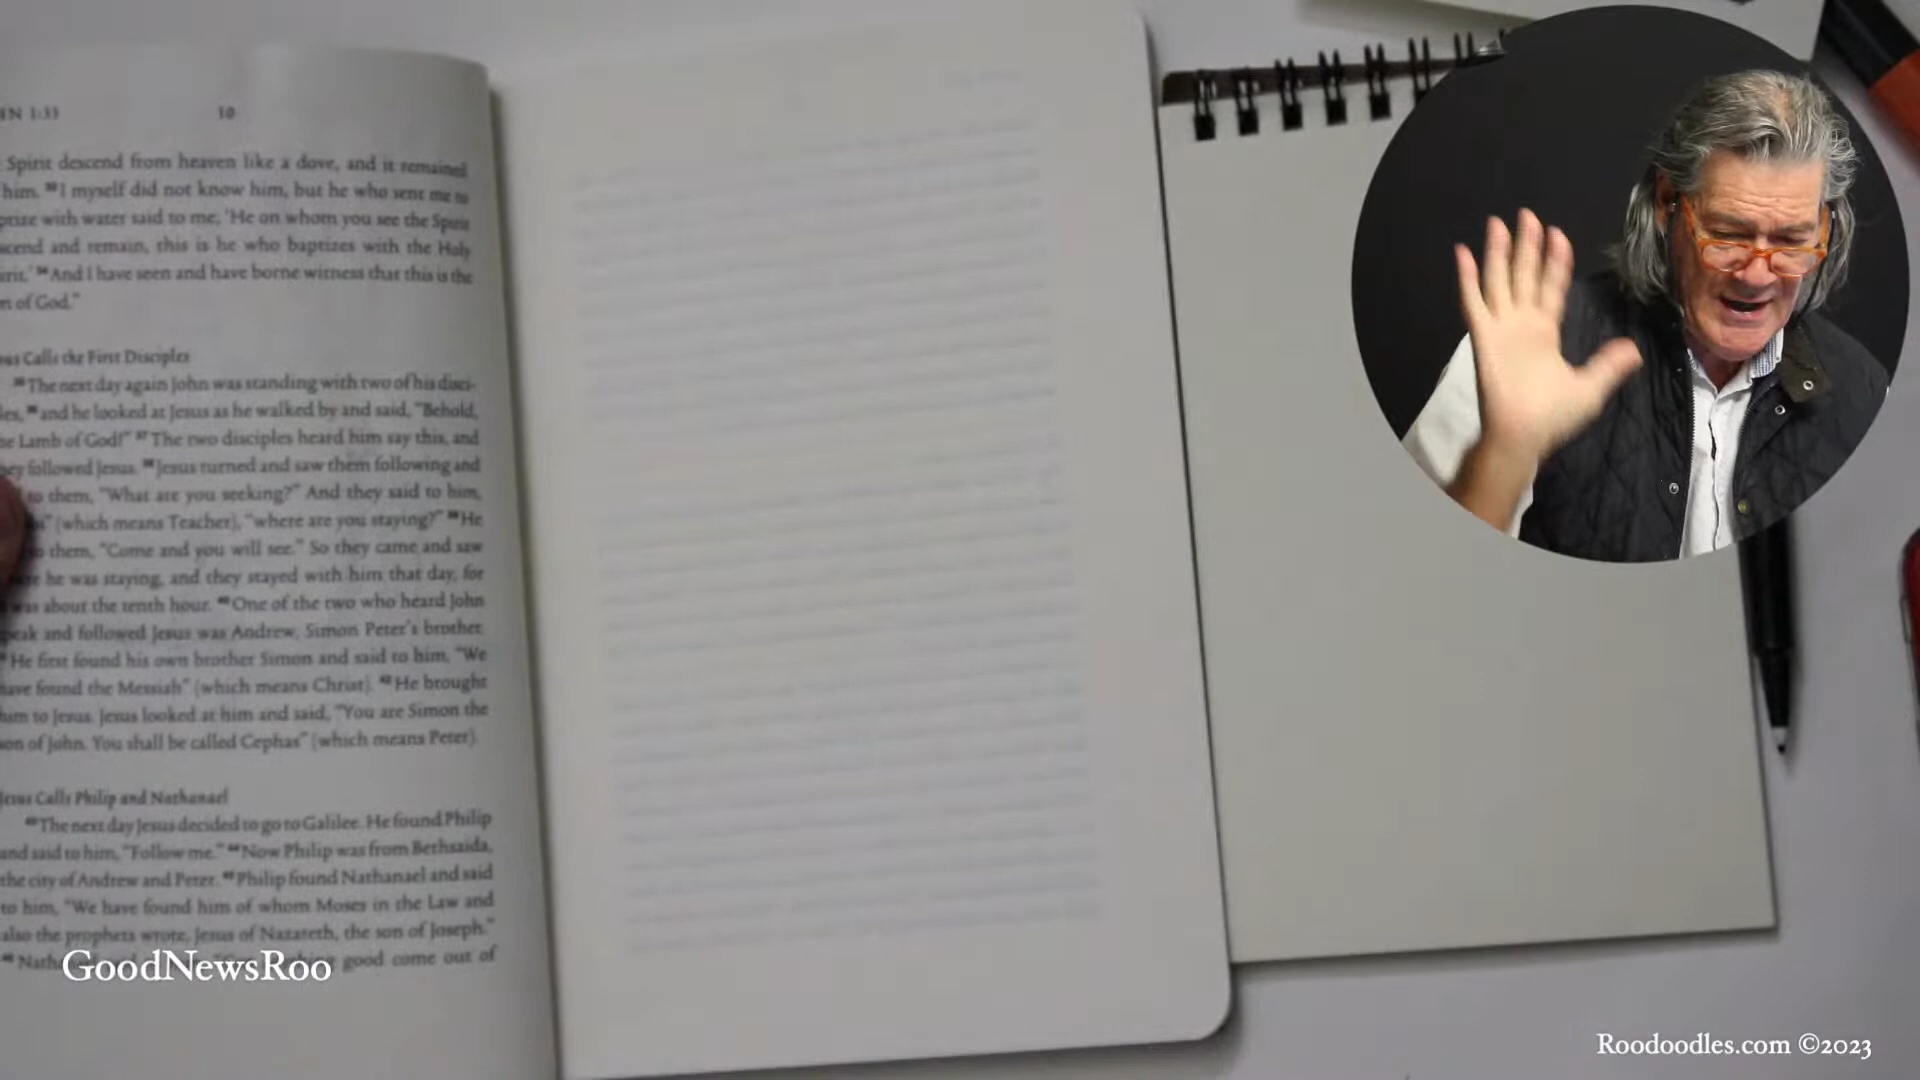 1:33 10
Spirit descend from heaven like a dove, and it remained
him. 33 I myself did not know him, but he who sent me to
with water said to me, 'He on whom you see the Spirit
and remain, this is he who baptizes with the Holy
34 And I have seen and have borne witness that this is the
of God."
Calls the First Disciples
35 The next day again John was standing with two of his disci-
36 and he looked at Jesus as he walked by and said, "Behold,
Lamb of God!" 37 The two disciples heard him say this, and
followed Jesus. 38 Jesus turned and saw them following and
to them, "What are you seeking?" And they said to him,
(which means Teacher), "where are you staying?" 39 He
them, "Come and you will see." So they came and saw
he was staying, and they stayed with him that day, for
was about the tenth hour. 40 One of the two who heard John
and followed Jesus was Andrew, Simon Peter's brother.
He first found his own brother Simon and said to him, "We
have found the Messiah" (which means Christ). 42 He brought
him to Jesus. Jesus looked at him and said, "You are Simon the
son of John. You shall be called Cephas" (which means Peter).
Jesus Calls Philip and Nathanael
43 The next day Jesus decided to go to Galilee. He found Philip
and said to him, "Follow me." 44 Now Philip was from Bethsaida,
the city of Andrew and Peter. 45 Philip found Nathanael and said
to him, "We have found him of whom Moses in the Law and
also the prophets wrote, Jesus of Nazareth, the son of Joseph."
good come out of
GoodNewsRoo
Roodoodles.com ©2023